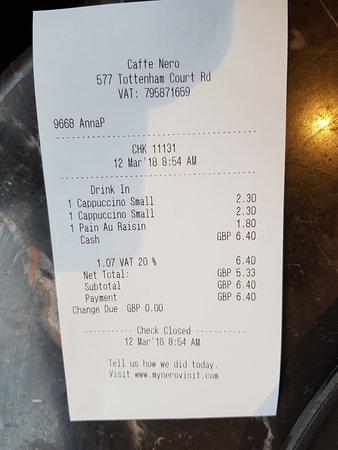 Caffe Nero
577 Tottenham Court Rd
VAT: 795871659
9668 AnnaP
CHK 11131
12 Mar'18 8:54 AM
Drink In
1 Cappuccino Small 2.30
1 Cappuccino Small 2.30
1 Pain Au Raisin 1.80
Cash GBP 6.40
1.07 VAT 20 % 6.40
Net Total: GBP 5.33
Subtotal GBP 6.40
Payment GBP 6.40
Change Due GBP 0.00
---------- Check Closed ----------
12 Mar'18 8:54 AM
Tell us how we did today.
Visit www.mynerovisit.com